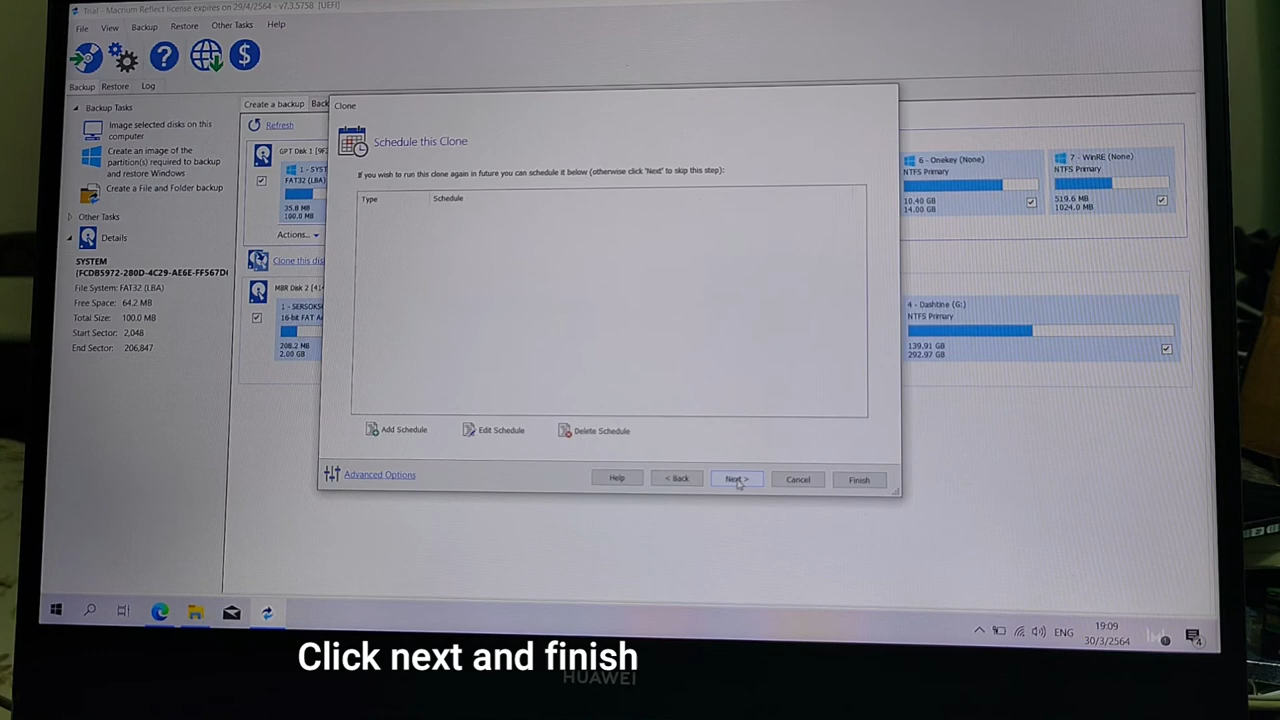 Trial - Macrium Reflect license expires on 29/4/2564 - v7.3.5758 [UEFI]
File View Backup Restore Other Tasks Help
Backup Restore Log
Backup Tasks
Image selected disks on this
computer
Create an image of the
partition(s) required to backup
and restore Windows
Create a File and Folder backup
Other Tasks
Details
SYSTEM
File System: FAT32 (LBA)
Free Space: 64.2 MB
Total Size: 100.0 MB
Start Sector: 2,048
End Sector: 206,847
Create a backup
Refresh
GPT Disk 1
1 - SYST
FAT32 (LBA)
35.8 MB
100.0 MB
Actions...
Clone this dis
MBR Disk 2
16-bit FAT
208.2 MB
2.00 GB
Clone
Schedule this Clone
If you wish to run this clone again in future you can schedule it below (otherwise click 'Next' to skip this step):
Type Schedule
Add Schedule Edit Schedule Delete Schedule
Advanced Options
Help < Back Next > Cancel Finish
6 - Onekey (None)
NTFS Primary
10.40 GB
14.00 GB
7 - WinRE (None)
NTFS Primary
519.6 MB
1024.0 MB
4 - Dashtine (G:)
NTFS Primary
139.91 GB
292.97 GB
ENG
19:09
30/3/2564
4
Click next and finish
HUAWEI